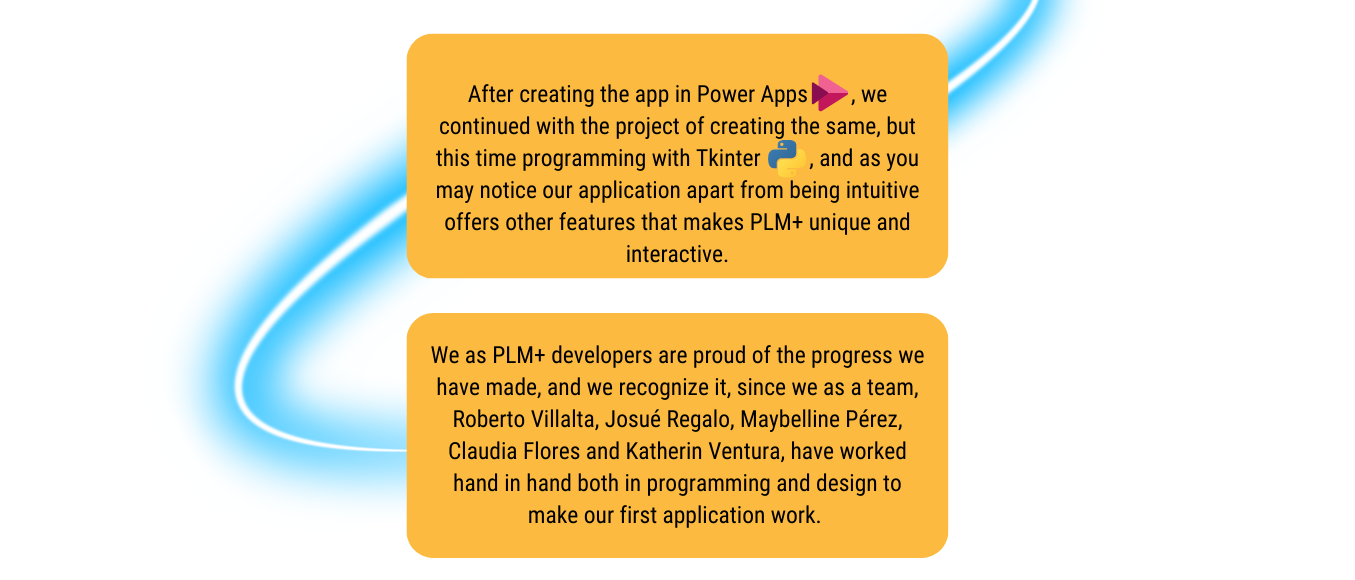 After creating the app in Power Apps , we
continued with the project of creating the same, but
this time programming with Tkinter , and as you
may notice our application apart from being intuitive
offers other features that makes PLM+ unique and
interactive.
We as PLM+ developers are proud of the progress we
have made, and we recognize it, since we as a team,
Roberto Villalta, Josué Regalo, Maybelline Pérez,
Claudia Flores and Katherin Ventura, have worked
hand in hand both in programming and design to
make our first application work.